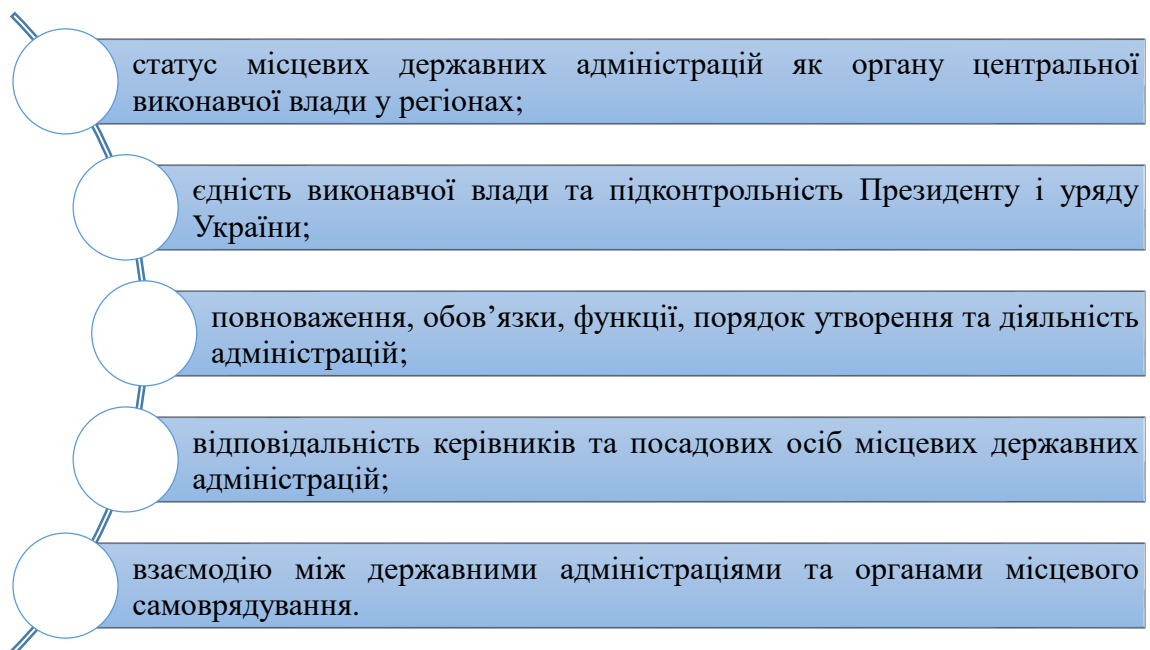 статус місцевих державних адміністрацій як органу центральної
виконавчої влади у регіонах;
єдність виконавчої влади та підконтрольність Президенту і уряду
України;
повноваження, обов’язки, функції, порядок утворення та діяльність
адміністрацій;
відповідальність керівників та посадових осіб місцевих державних
адміністрацій;
взаємодію між державними адміністраціями та органами місцевого
самоврядування.